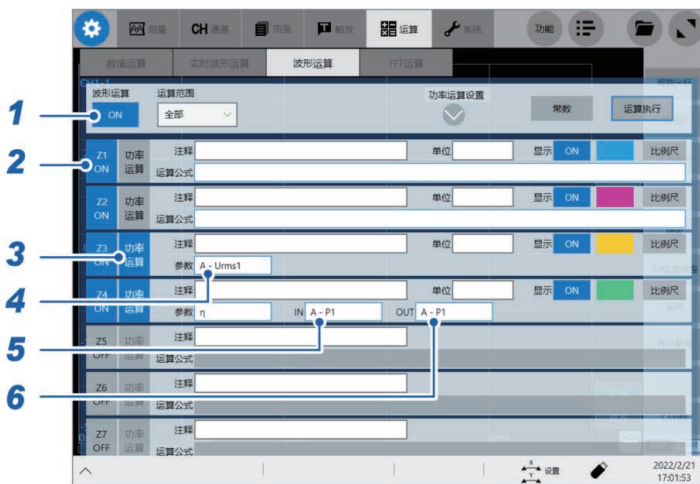 测量 CH 通道 页面 触发 运算 系统 功能
数值运算 实时波形运算 波形运算 FFT运算
CH1-1
波形运算 运算范围 功率运算设置
1 ON 全部 常数 运算执行
2 Z1 ON 功率运算 注释 单位 显示 ON 比例尺
运算公式
Z2 ON 功率运算 注释 单位 显示 ON 比例尺
运算公式
3 Z3 ON 功率运算 注释 单位 显示 ON 比例尺
参数 A - Urms1
4 Z4 ON 功率运算 注释 单位 显示 ON 比例尺
参数 η IN A - P1 OUT A - P1
5 Z5 OFF 功率运算 注释
运算公式
6 Z6 OFF 功率运算 注释
运算公式
Z7 OFF 功率运算 注释
运算公式
X Y 设置 2022/2/21
17:01:53